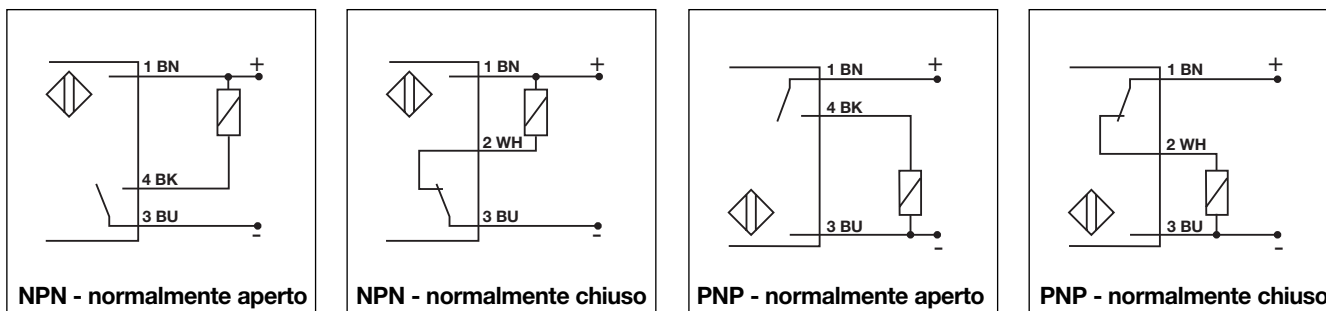 1 BN
+
4 BK
3 BU
-
NPN - normalmente aperto
1 BN
+
2 WH
3 BU
-
NPN - normalmente chiuso
1 BN
+
4 BK
3 BU
-
PNP - normalmente aperto
1 BN
+
2 WH
3 BU
-
PNP - normalmente chiuso